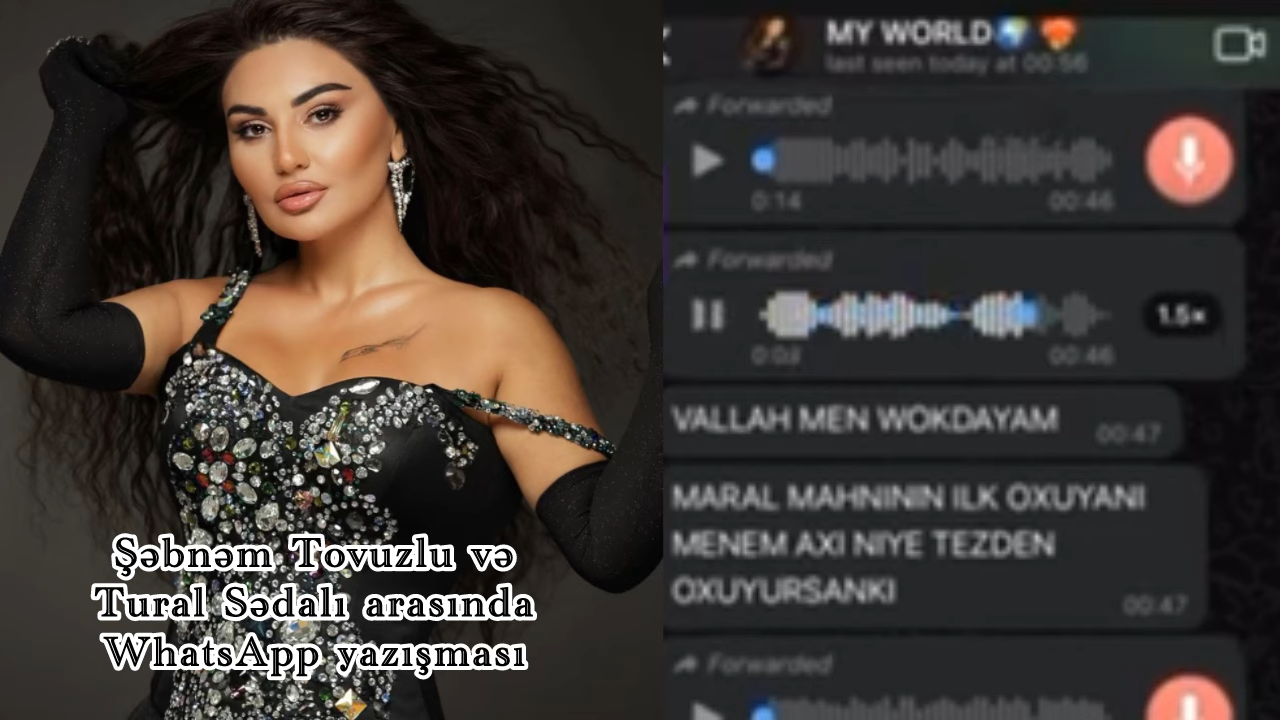 Şəbnəm Tovuzlu və
Tural Sədalı arasında
WhatsApp yazışması
MY WORLD🌍❤️‍🔥
last seen today at 00:56
Forwarded
0:14 00:46
Forwarded
1.5×
00:46
VALLAH MEN WOKDAYAM
00:47
MARAL MAHNININ ILK OXUYANI
MENEM AXI NIYE TEZDEN
OXUYURSANKI
00:47
Forwarded